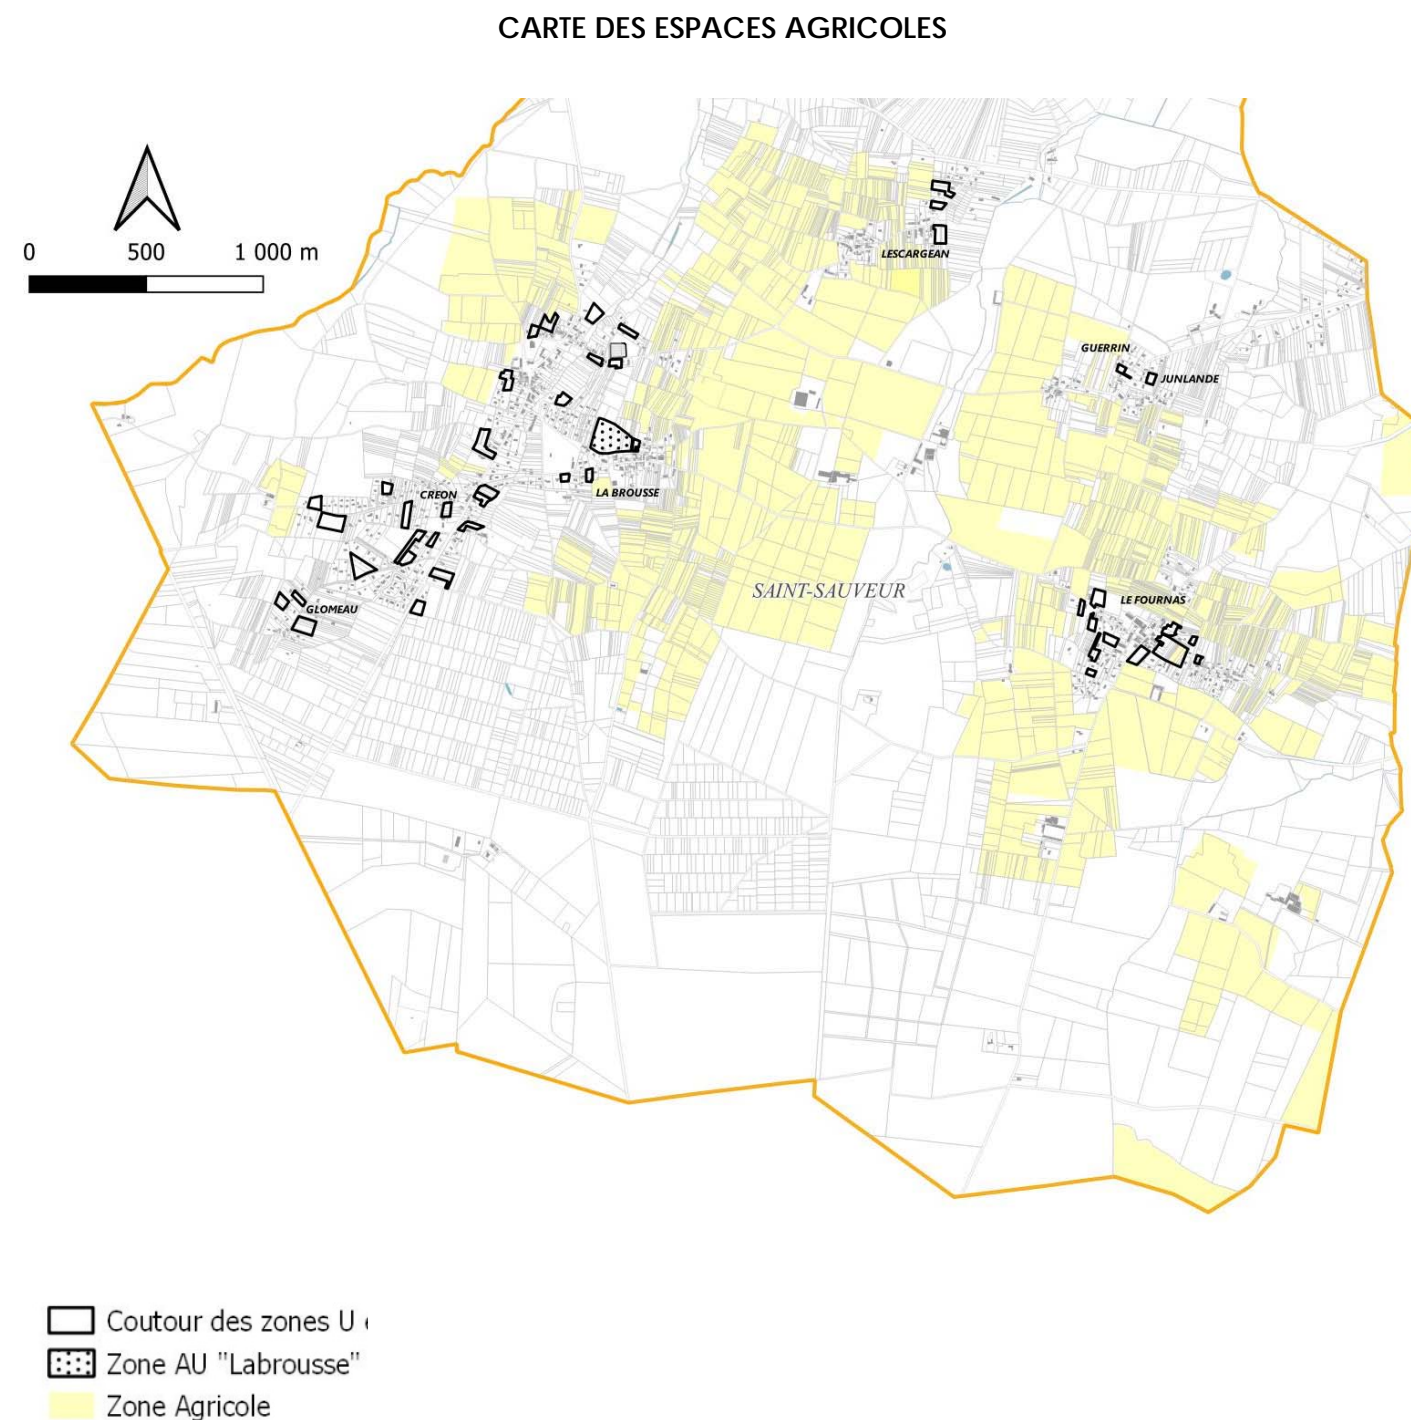 CARTE DES ESPACES AGRICOLES
0 500 1 000 m
LESCARGEAN
GUERRIN
JUNLANDE
CREON
LA BROUSSE
SAINT-SAUVEUR
LE FOURNAS
GLOMEAU
Coutour des zones U
Zone AU "Labrousse"
Zone Agricole